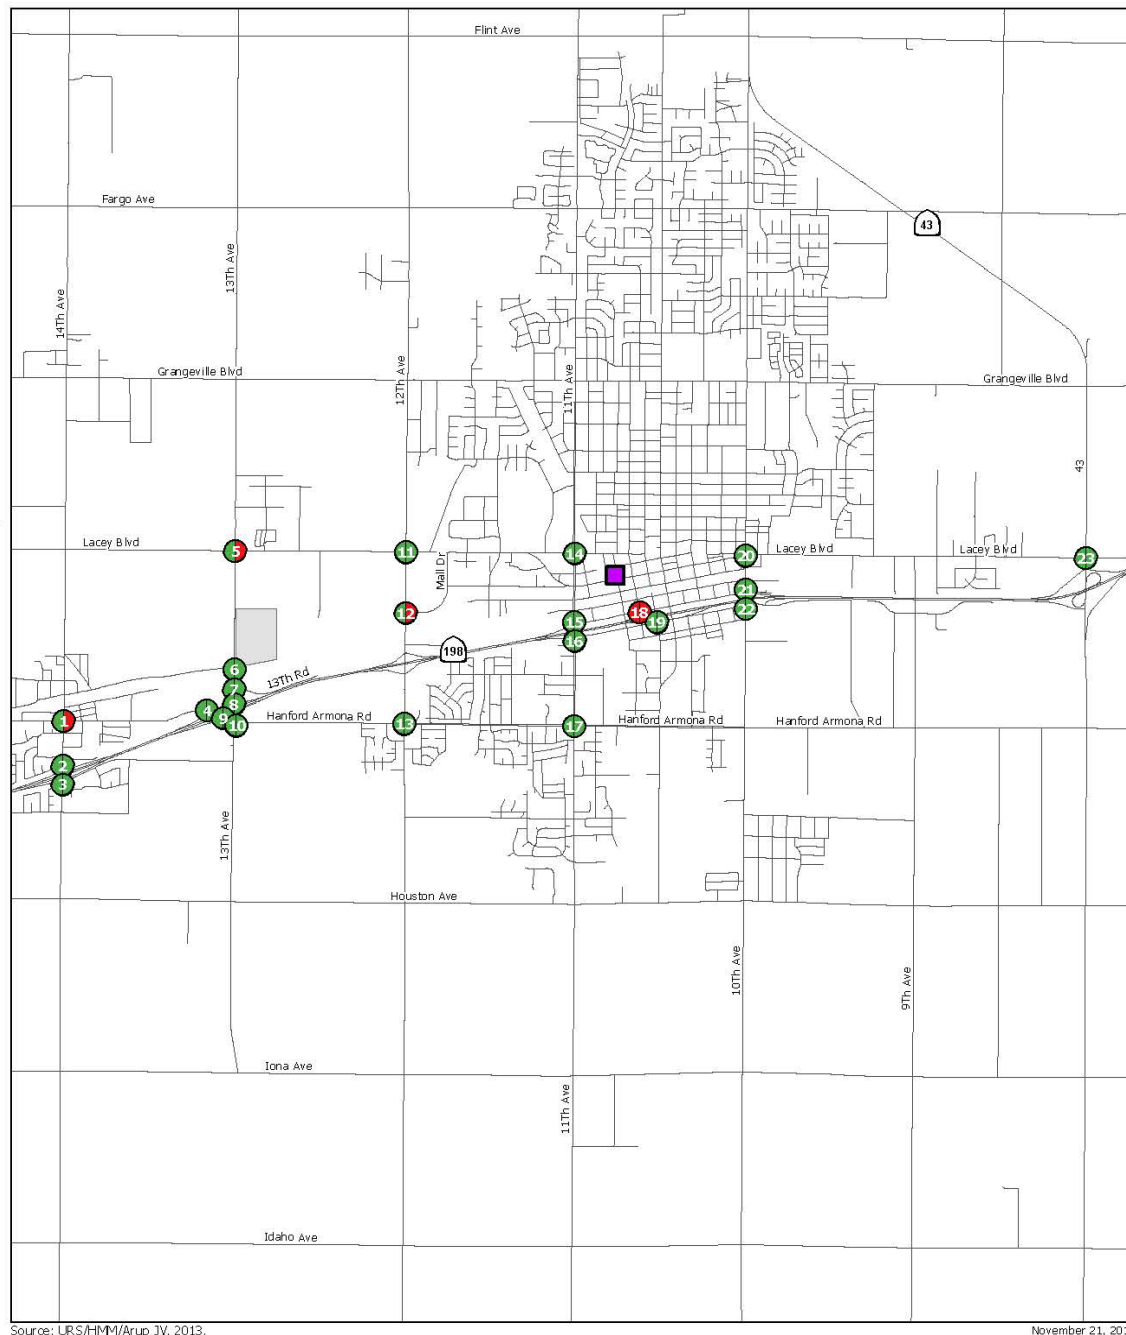 Flint Ave
Fargo Ave
43
13Th Ave
14Th Ave
Grangeville Blvd
12Th Ave
11Th Ave
Grangeville Blvd
43
Lacey Blvd
5
11
Mall Dr
14
20
Lacey Blvd
Lacey Blvd
23
21
12
18
22
15
19
16
198
6
13Th Rd
7
8
4
9
10
1
Hanford Armona Rd
13
17
Hanford Armona Rd
Hanford Armona Rd
2
3
13Th Ave
Houston Ave
10Th Ave
9Th Ave
Iona Ave
11Th Ave
Idaho Ave
Source: URS/HMM/Arup JV, 2013.
November 21, 201